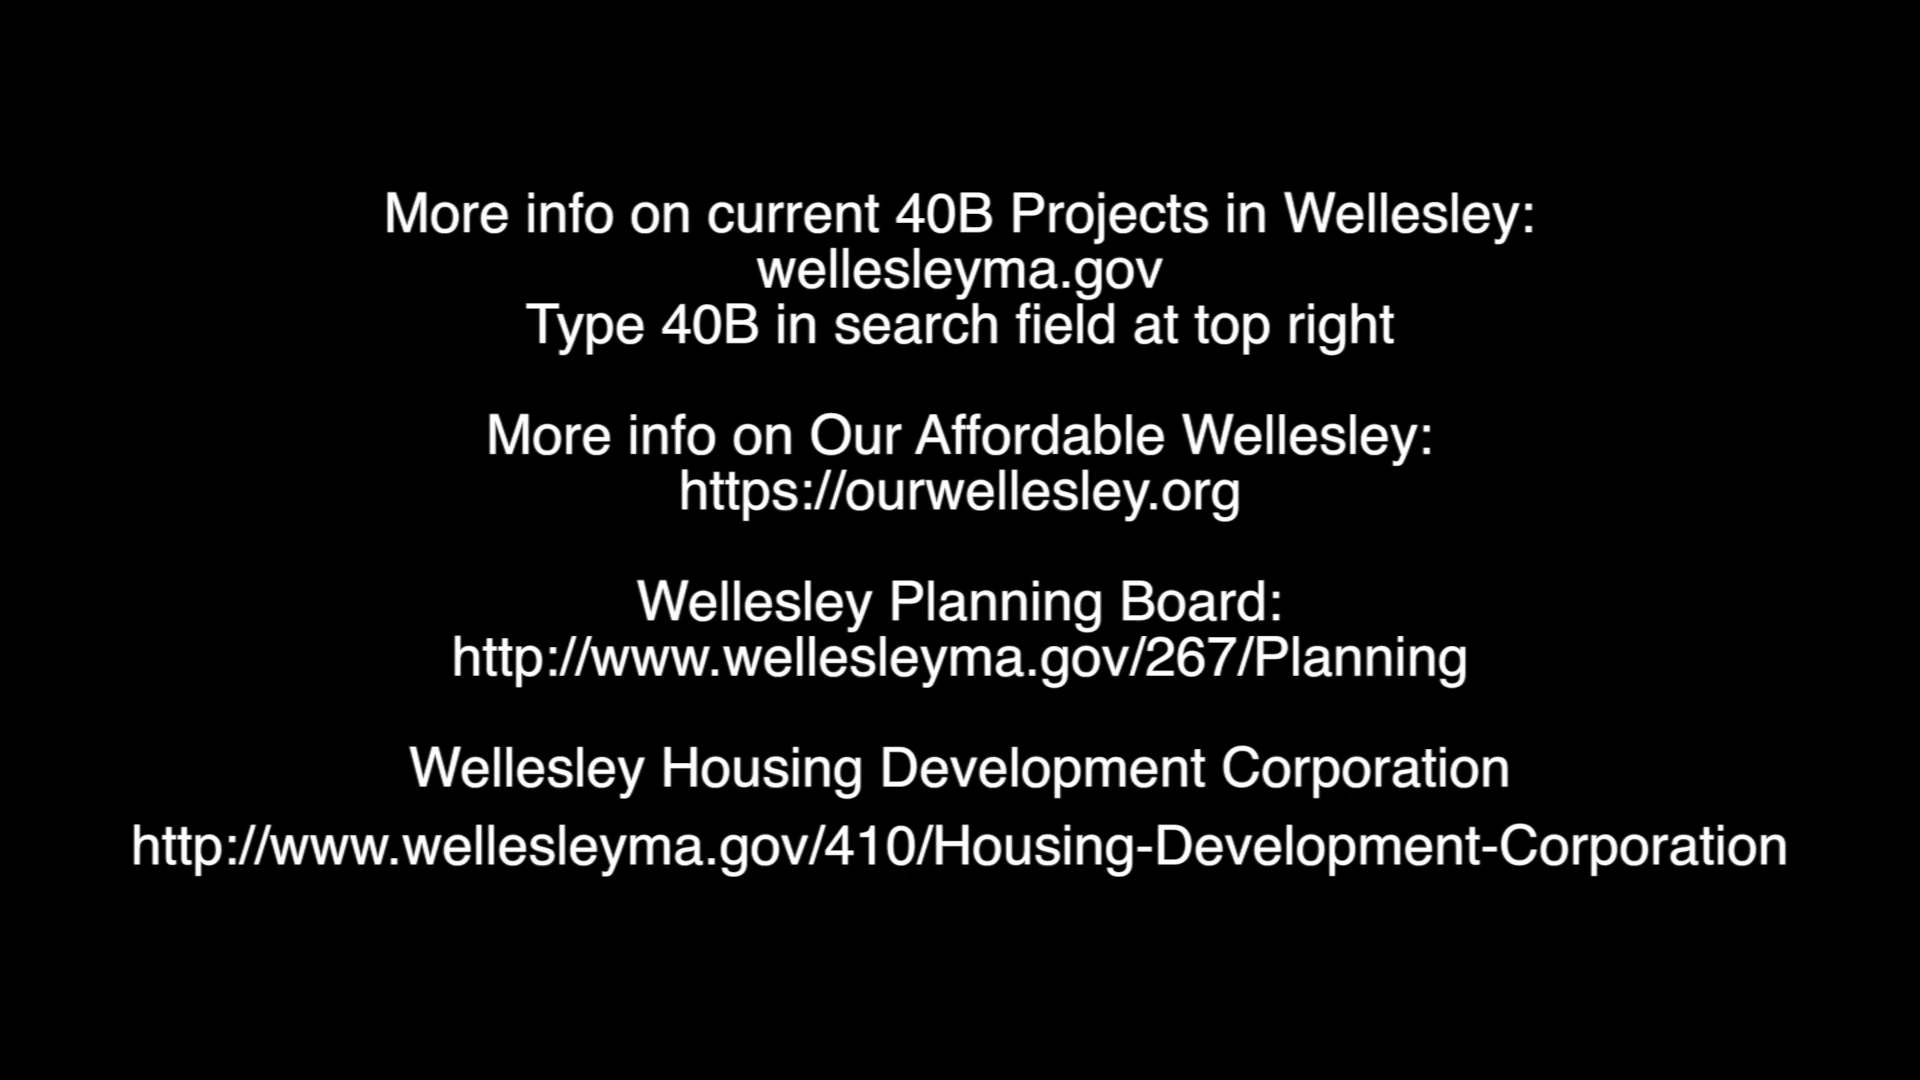 More info on current 40B Projects in Wellesley:
wellesleyma.gov
Type 40B in search field at top right
More info on Our Affordable Wellesley:
https://ourwellesley.org
Wellesley Planning Board:
http://www.wellesleyma.gov/267/Planning
Wellesley Housing Development Corporation
http://www.wellesleyma.gov/410/Housing-Development-Corporation